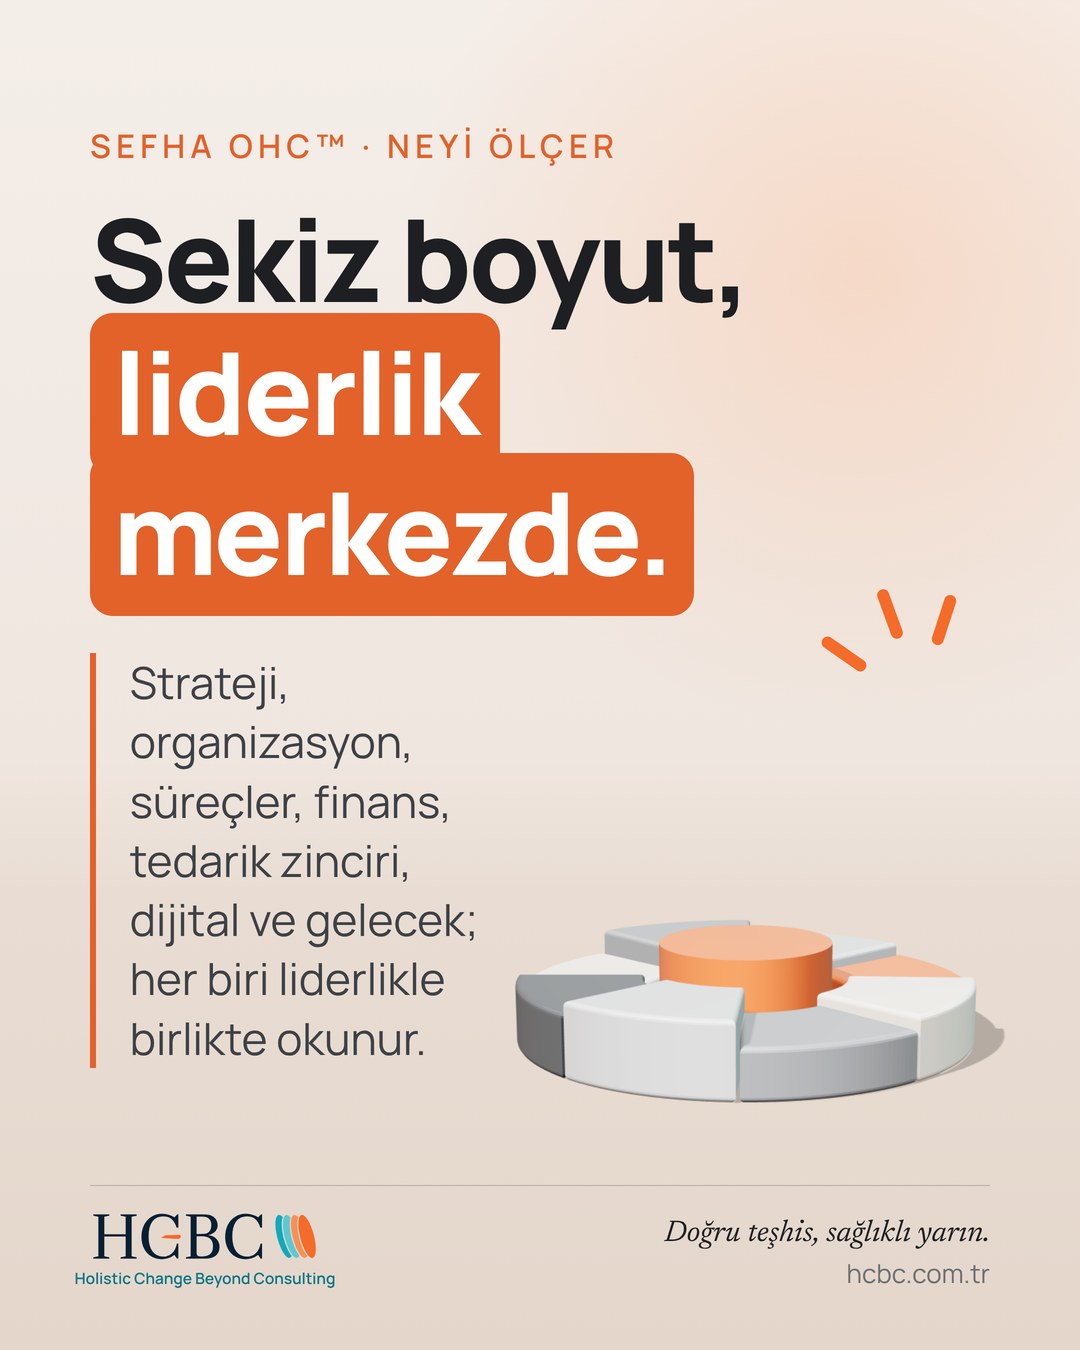 SEFHA OHC™ · NEYİ ÖLÇER
Sekiz boyut,
liderlik
merkezde.
Strateji,
organizasyon,
süreçler, finans,
tedarik zinciri,
dijital ve gelecek;
her biri liderlikle
birlikte okunur.
HCBC
Holistic Change Beyond Consulting
Doğru teşhis, sağlıklı yarın.
hcbc.com.tr